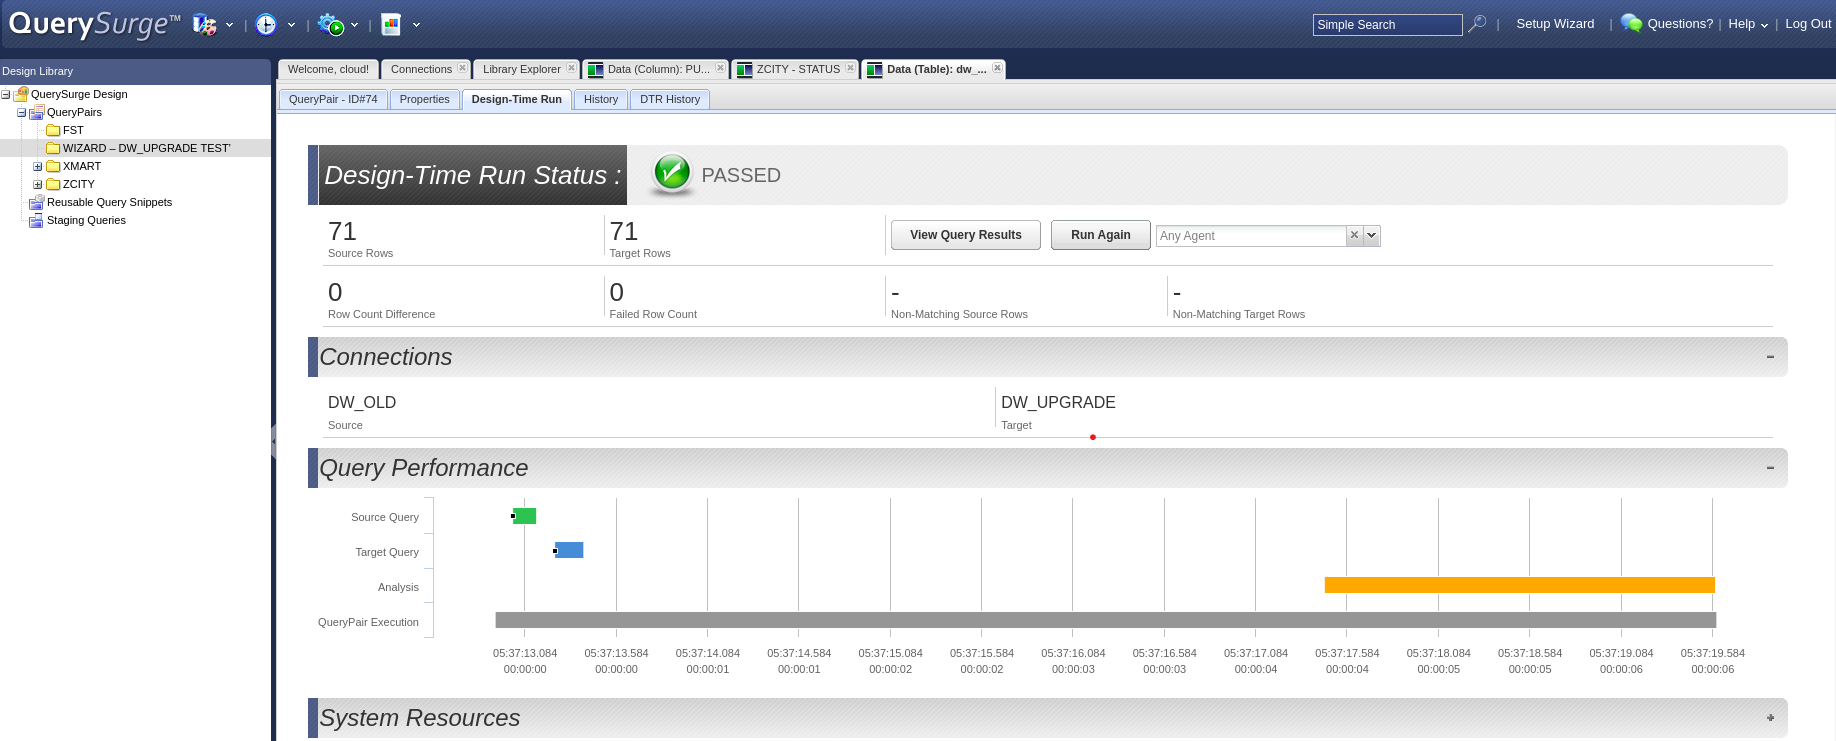 QuerySurge™
Simple Search
Setup Wizard
Questions?
Help
Log Out
Design Library
QuerySurge Design
QueryPairs
FST
WIZARD – DW_UPGRADE TEST'
XMART
ZCITY
Reusable Query Snippets
Staging Queries
Welcome, cloud!
Connections
Library Explorer
Data (Column): PU...
ZCITY - STATUS
Data (Table): dw_...
QueryPair - ID#74
Properties
Design-Time Run
History
DTR History
Design-Time Run Status :
PASSED
71
Source Rows
71
Target Rows
View Query Results
Run Again
Any Agent
0
Row Count Difference
0
Failed Row Count
-
Non-Matching Source Rows
-
Non-Matching Target Rows
Connections
DW_OLD
Source
DW_UPGRADE
Target
Query Performance
Source Query
Target Query
Analysis
QueryPair Execution
05:37:13.084 05:37:13.584 05:37:14.084 05:37:14.584 05:37:15.084 05:37:15.584 05:37:16.084 05:37:16.584 05:37:17.084 05:37:17.584 05:37:18.084 05:37:18.584 05:37:19.084 05:37:19.584
00:00:00 00:00:00 00:00:01 00:00:01 00:00:02 00:00:02 00:00:03 00:00:03 00:00:04 00:00:04 00:00:05 00:00:05 00:00:06 00:00:06
System Resources